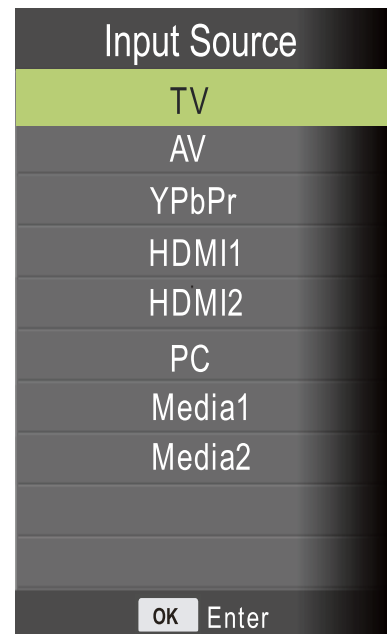 Input Source
TV
AV
YPbPr
HDMI1
HDMI2
PC
Media1
Media2
OK Enter